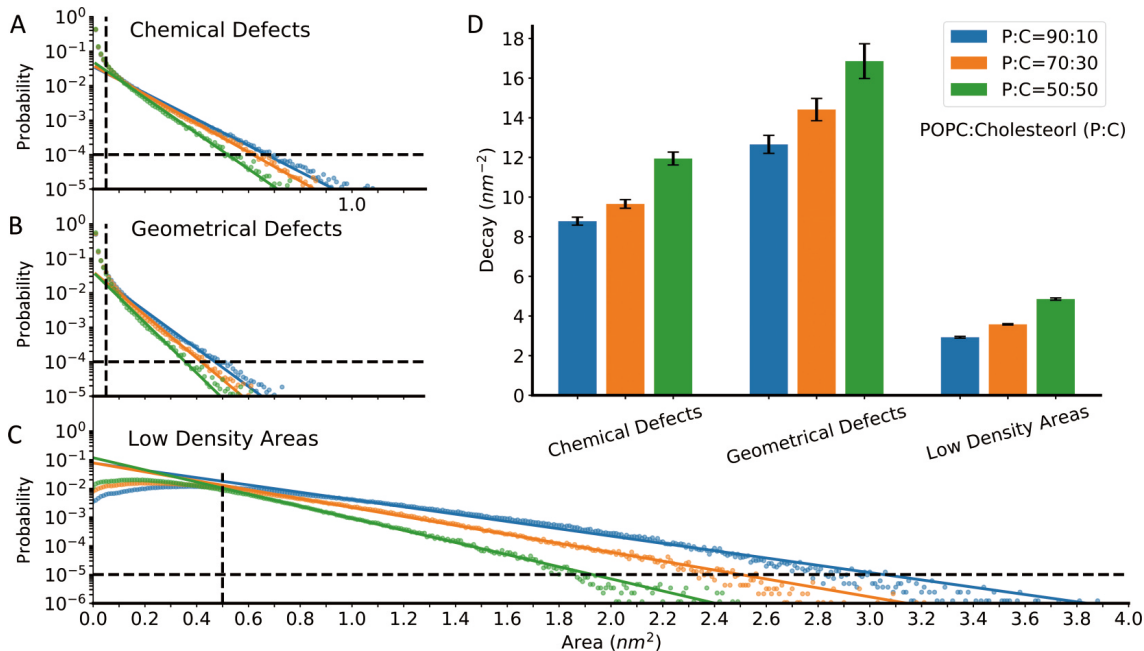 A
Chemical Defects
10^0
10^-1
10^-2
10^-3
10^-4
10^-5
Probability
1.0
B
Geometrical Defects
10^0
10^-1
10^-2
10^-3
10^-4
10^-5
Probability
C
Low Density Areas
10^0
10^-1
10^-2
10^-3
10^-4
10^-5
10^-6
Probability
0.0 0.2 0.4 0.6 0.8 1.0 1.2 1.4 1.6 1.8 2.0 2.2 2.4 2.6 2.8 3.0 3.2 3.4 3.6 3.8 4.0
Area (nm^2)
D
18
16
14
12
10
8
6
4
2
0
Decay (nm^-2)
P:C=90:10
P:C=70:30
P:C=50:50
POPC:Cholesteorl (P:C)
Chemical Defects
Geometrical Defects
Low Density Areas